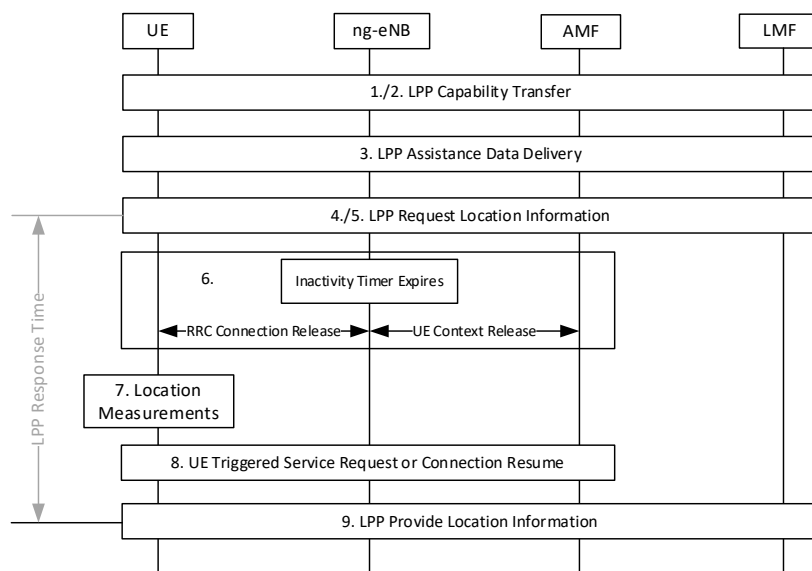 UE
ng-eNB
AMF
LMF
1./2. LPP Capability Transfer
3. LPP Assistance Data Delivery
4./5. LPP Request Location Information
6.
Inactivity Timer Expires
RRC Connection Release
UE Context Release
LPP Response Time
7. Location
Measurements
8. UE Triggered Service Request or Connection Resume
9. LPP Provide Location Information